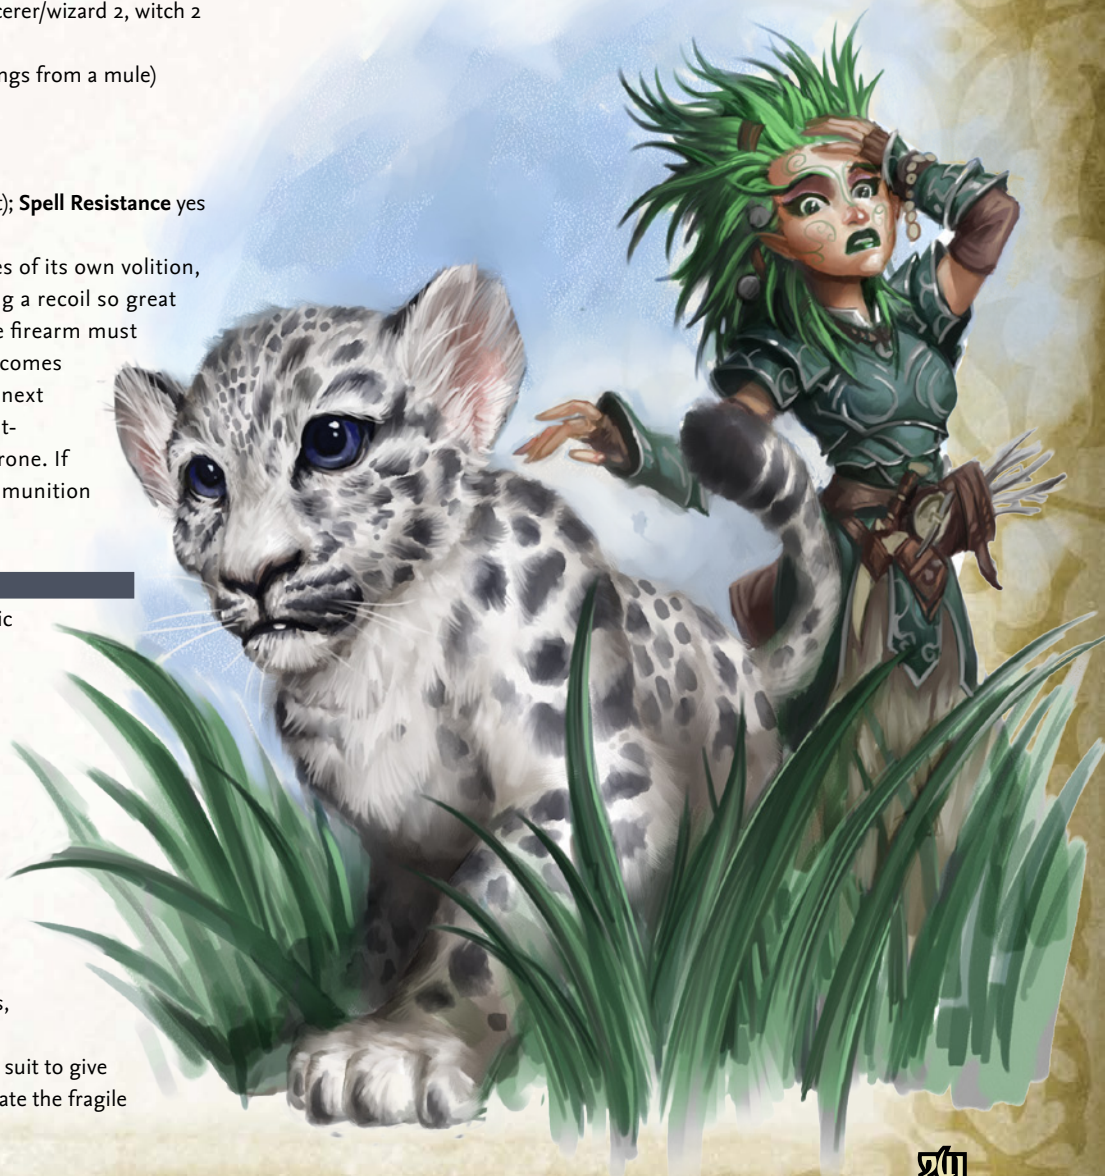 cerer/wizard 2, witch 2
ngs from a mule)
t); Spell Resistance yes
es of its own volition,
g a recoil so great
e firearm must
comes
next
t-
rone. If
munition
ic
s,
suit to give
ate the fragile